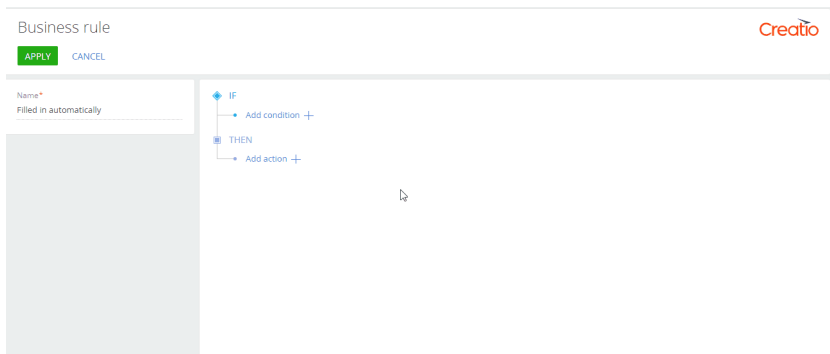 Business rule
Creatio
APPLY CANCEL
Name*
Filled in automatically
IF
Add condition
THEN
Add action